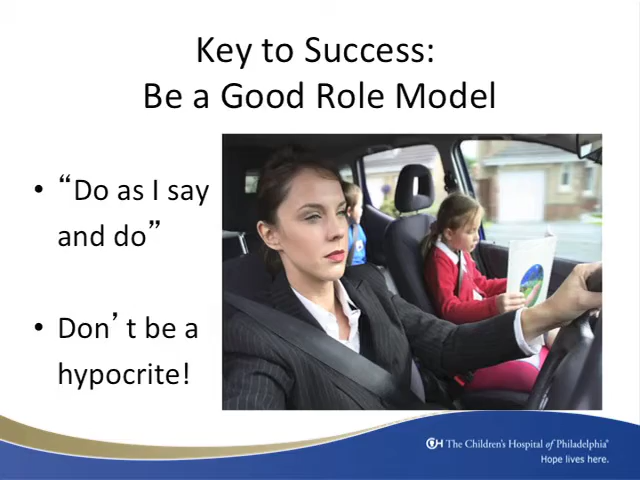 Key to Success:
Be a Good Role Model
• “Do as I say
and do”
• Don’t be a
hypocrite!
CH The Children's Hospital of Philadelphia®
Hope lives here.